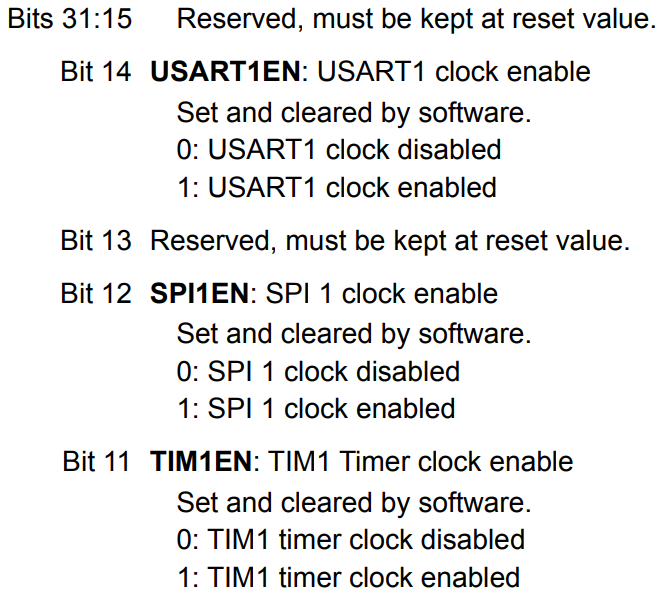 Bits 31:15 Reserved, must be kept at reset value.
Bit 14 USART1EN: USART1 clock enable
Set and cleared by software.
0: USART1 clock disabled
1: USART1 clock enabled
Bit 13 Reserved, must be kept at reset value.
Bit 12 SPI1EN: SPI 1 clock enable
Set and cleared by software.
0: SPI 1 clock disabled
1: SPI 1 clock enabled
Bit 11 TIM1EN: TIM1 Timer clock enable
Set and cleared by software.
0: TIM1 timer clock disabled
1: TIM1 timer clock enabled